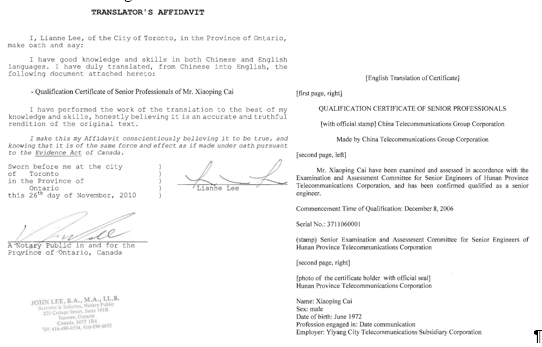 TRANSLATOR'S AFFIDAVIT
I, Lianne Lee, of the City of Toronto, in the Province of Ontario,
make oath and say:
I have good knowledge and skills in both Chinese and English
languages. I have duly translated, from Chinese into English, the
following document attached hereto:
- Qualification Certificate of Senior Professionals of Mr. Xiaoping Cai
I have performed the work of the translation to the best of my
knowledge and skills, honestly believing it is an accurate and truthful
rendition of the original text.
I make this my Affidavit conscientiously believing it to be true, and
knowing that it is of the same force and effect as if made under oath pursuant
to the Evidence Act of Canada.
Sworn before me at the city )
of Toronto )
in the Province of )
Ontario )
this 26th day of November, 2010 )
Lianne Lee
A Notary Public in and for the
Province of Ontario, Canada
JOHN LEE, B.A., M.A., LL.B.
Barrister & Solicitor, Notary Public
Toronto, Ontario
[English Translation of Certificate]
[first page, right]
QUALIFICATION CERTIFICATE OF SENIOR PROFESSIONALS
[with official stamp] China Telecommunications Group Corporation
Made by China Telecommunications Group Corporation
[second page, left]
Mr. Xiaoping Cai have been examined and assessed in accordance with the
Examination and Assessment Committee for Senior Engineers of Hunan Province
Telecommunications Corporation, and has been confirmed qualified as a senior
engineer.
Commencement Time of Qualification: December 8, 2006
Serial No.: 3711060001
(stamp) Senior Examination and Assessment Committee for Senior Engineers of
Hunan Province Telecommunications Corporation
[second page, right]
[photo of the certificate holder with official seal]
Hunan Province Telecommunications Corporation
Name: Xiaoping Cai
Sex: male
Date of birth: June 1972
Profession engaged in: Date communication
Employer: Yiyang City Telecommunications Subsidiary Corporation
¶